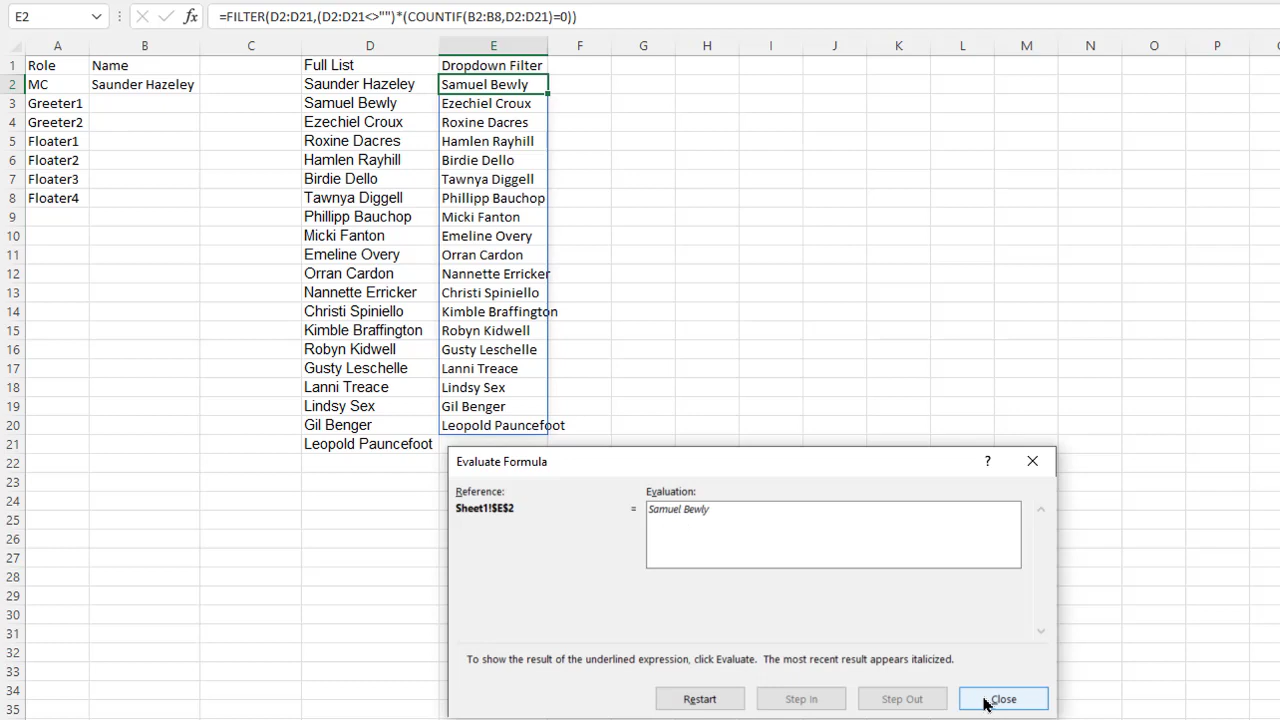 E2 fx =FILTER(D2:D21,(D2:D21<>"")*(COUNTIF(B2:B8,D2:D21)=0))
A B C D E F G H I J K L M N O P Q
1 Role Name Full List Dropdown Filter
2 MC Saunder Hazeley Saunder Hazeley Samuel Bewly
3 Greeter1 Samuel Bewly Ezechiel Croux
4 Greeter2 Ezechiel Croux Roxine Dacres
5 Floater1 Roxine Dacres Hamlen Rayhill
6 Floater2 Hamlen Rayhill Birdie Dello
7 Floater3 Birdie Dello Tawnya Diggell
8 Floater4 Tawnya Diggell Phillipp Bauchop
9 Phillipp Bauchop Micki Fanton
10 Micki Fanton Emeline Overy
11 Emeline Overy Orran Cardon
12 Orran Cardon Nannette Erricker
13 Nannette Erricker Christi Spiniello
14 Christi Spiniello Kimble Braffington
15 Kimble Braffington Robyn Kidwell
16 Robyn Kidwell Gusty Leschelle
17 Gusty Leschelle Lanni Treace
18 Lanni Treace Lindsy Sex
19 Lindsy Sex Gil Benger
20 Gil Benger Leopold Pauncefoot
21 Leopold Pauncefoot
22
23
24
25
26
27
28
29
30
31
32
33
34
35
Evaluate Formula ?
Reference: Evaluation:
Sheet1!$E$2 = Samuel Bewly
To show the result of the underlined expression, click Evaluate. The most recent result appears italicized.
Restart Step In Step Out Close